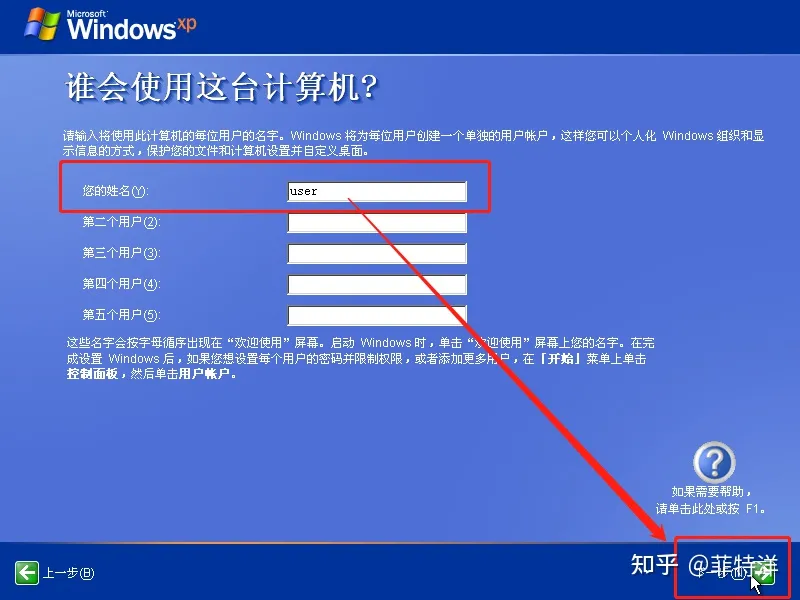 Microsoft
Windows xp
谁会使用这台计算机?
请输入将使用此计算机的每位用户的名字。Windows 将为每位用户创建一个单独的用户帐户，这样您可以个人化 Windows 组织和显
示信息的方式，保护您的文件和计算机设置并自定义桌面。
您的姓名(Y):
user
第二个用户(2):
第三个用户(3):
第四个用户(4):
第五个用户(5):
这些名字会按字母循序出现在“欢迎使用”屏幕。启动 Windows 时，单击“欢迎使用”屏幕上您的名字。在完
成设置 Windows 后，如果您想设置每个用户的密码并限制权限，或者添加更多用户，在「开始」菜单上单击
控制面板，然后单击用户帐户。
如果需要帮助，
请单击此处或按 F1。
上一步(B)
下一步(N)
知乎 @菲特洋